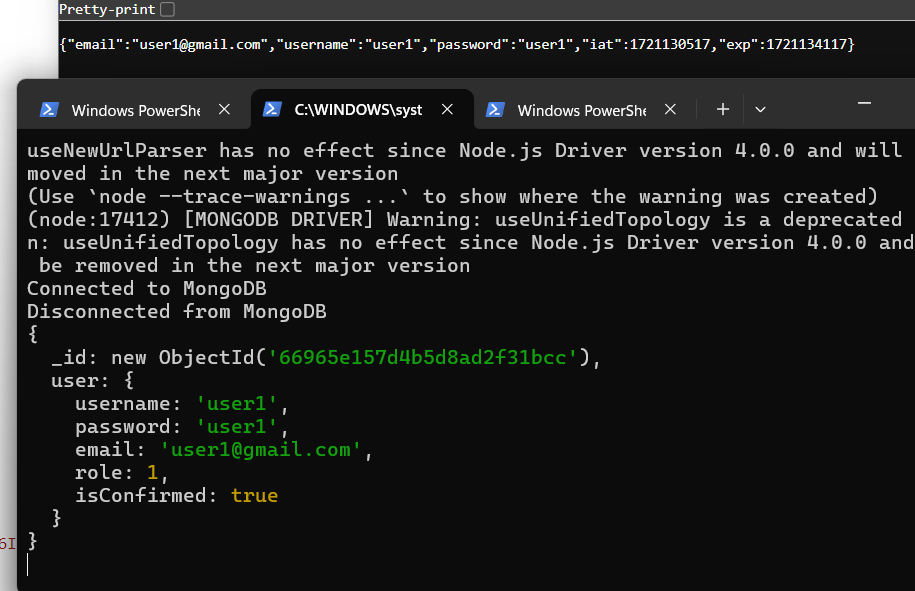 Pretty-print
{"email":"user1@gmail.com","username":"user1","password":"user1","iat":1721130517,"exp":1721134117}
Windows PowerShe C:\WINDOWS\syst Windows PowerShe
useNewUrlParser has no effect since Node.js Driver version 4.0.0 and will
moved in the next major version
(Use `node --trace-warnings ...` to show where the warning was created)
(node:17412) [MONGODB DRIVER] Warning: useUnifiedTopology is a deprecated
n: useUnifiedTopology has no effect since Node.js Driver version 4.0.0 and
be removed in the next major version
Connected to MongoDB
Disconnected from MongoDB
{
_id: new ObjectId('66965e157d4b5d8ad2f31bcc'),
user: {
username: 'user1',
password: 'user1',
email: 'user1@gmail.com',
role: 1,
isConfirmed: true
}
}
6I